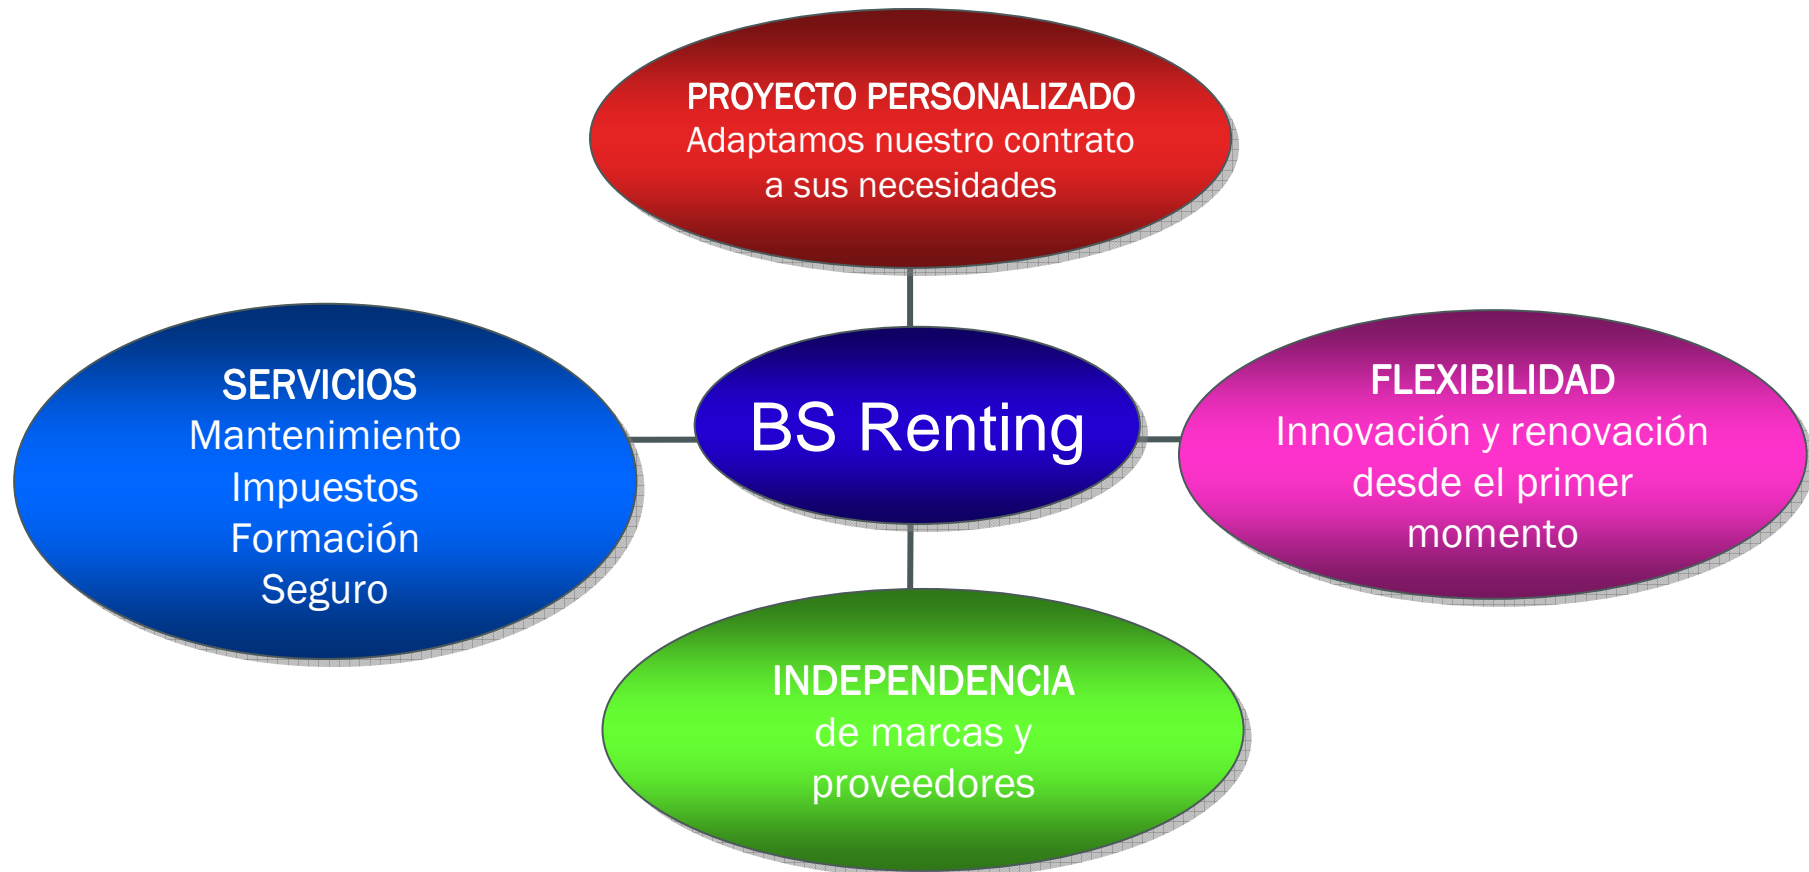 PROYECTO PERSONALIZADO
Adaptamos nuestro contrato
a sus necesidades
SERVICIOS
Mantenimiento
Impuestos
Formación
Seguro
BS Renting
FLEXIBILIDAD
Innovación y renovación
desde el primer
momento
INDEPENDENCIA
de marcas y
proveedores